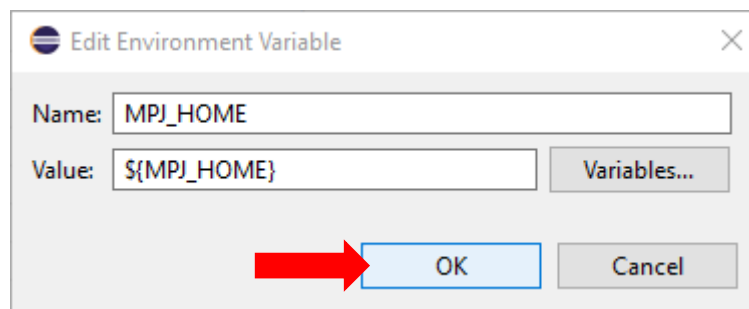 Edit Environment Variable
Name: MPJ_HOME
Value: ${MPJ_HOME} Variables...
OK Cancel